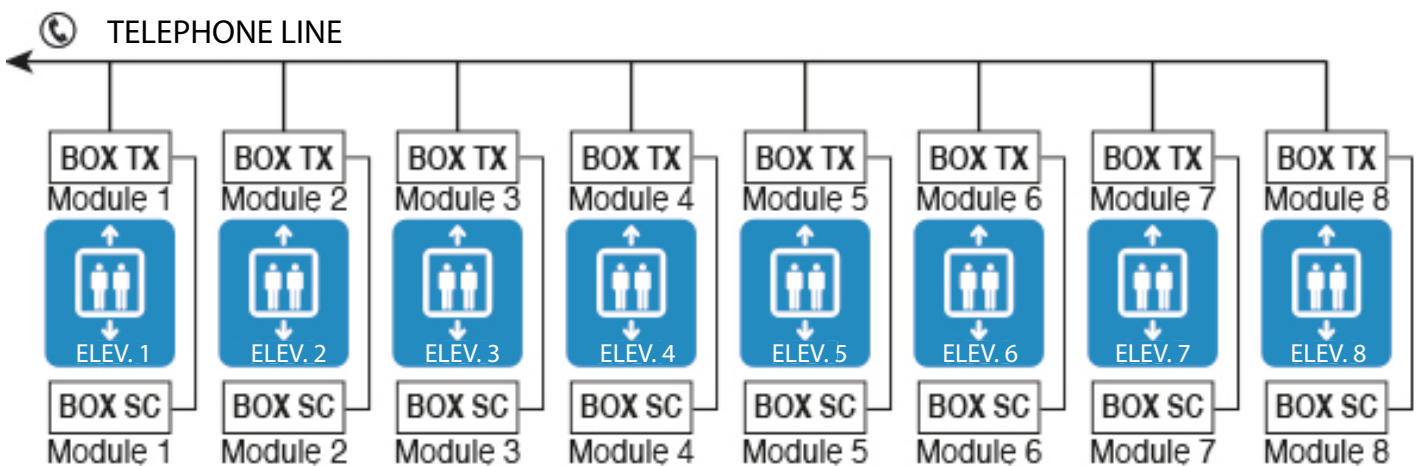 TELEPHONE LINE
BOX TX BOX TX BOX TX BOX TX BOX TX BOX TX BOX TX BOX TX
Module 1 Module 2 Module 3 Module 4 Module 5 Module 6 Module 7 Module 8
ELEV. 1 ELEV. 2 ELEV. 3 ELEV. 4 ELEV. 5 ELEV. 6 ELEV. 7 ELEV. 8
BOX SC BOX SC BOX SC BOX SC BOX SC BOX SC BOX SC BOX SC
Module 1 Module 2 Module 3 Module 4 Module 5 Module 6 Module 7 Module 8